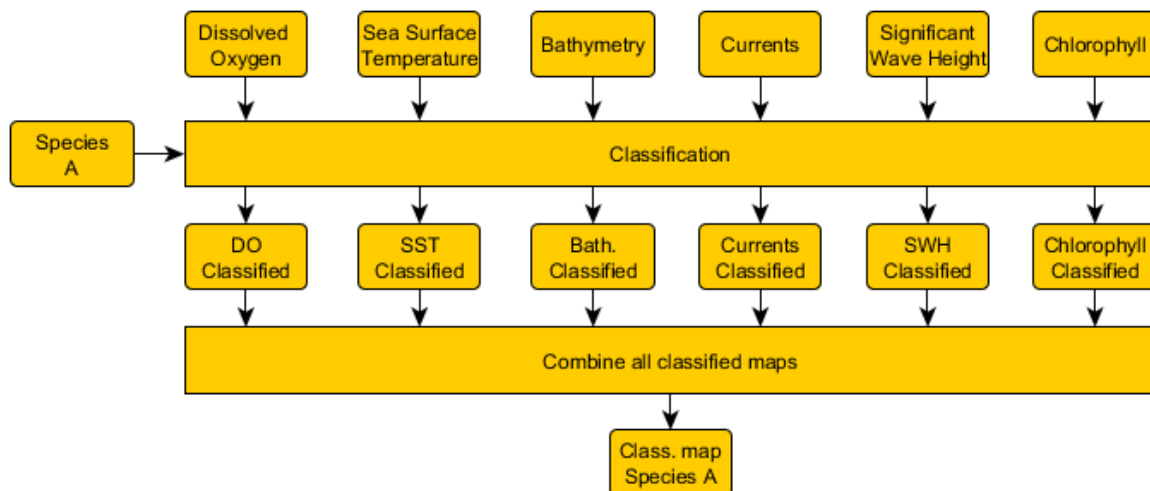 Dissolved
Oxygen
Sea Surface
Temperature
Bathymetry
Currents
Significant
Wave Height
Chlorophyll
Species
A
Classification
DO
Classified
SST
Classified
Bath.
Classified
Currents
Classified
SWH
Classified
Chlorophyll
Classified
Combine all classified maps
Class. map
Species A